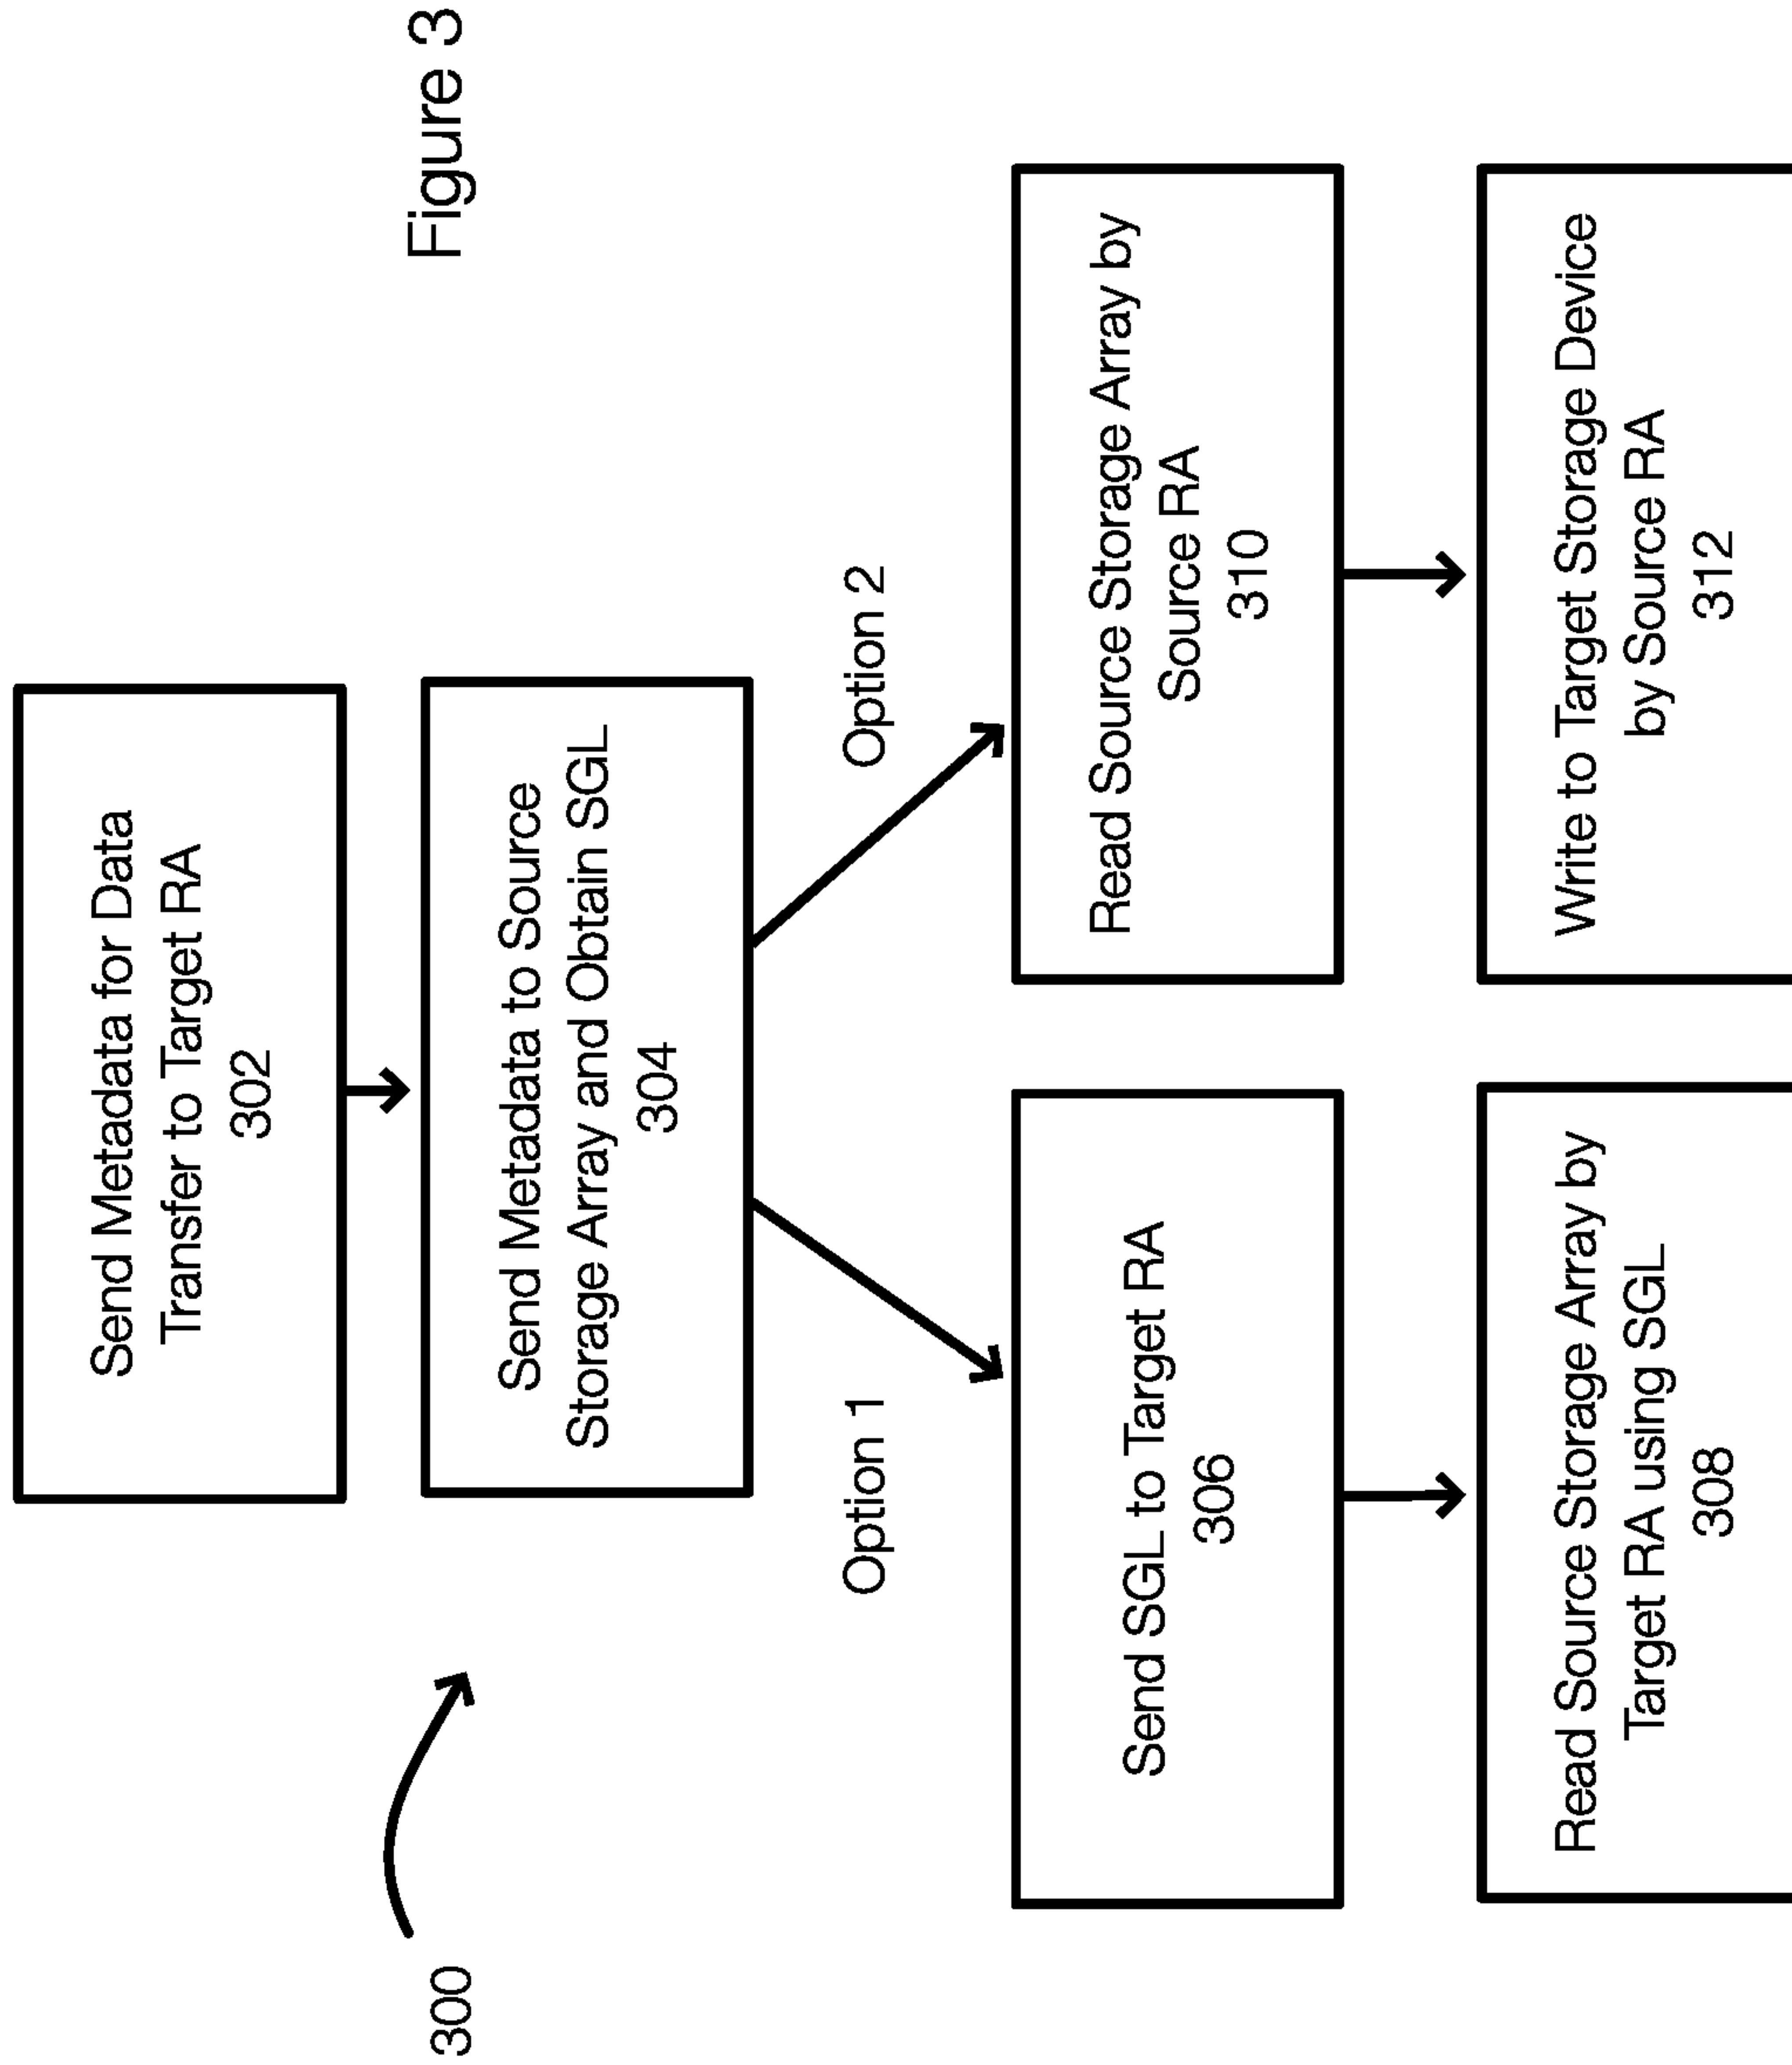 Send Metadata for Data
Transfer to Target RA
302
Figure 3
300
Send Metadata to Source
Storage Array and Obtain SGL
304
Option 1
Option 2
Send SGL to Target RA
306
Read Source Storage Array by
Source RA
310
Read Source Storage Array by
Target RA using SGL
308
Write to Target Storage Device
by Source RA
312